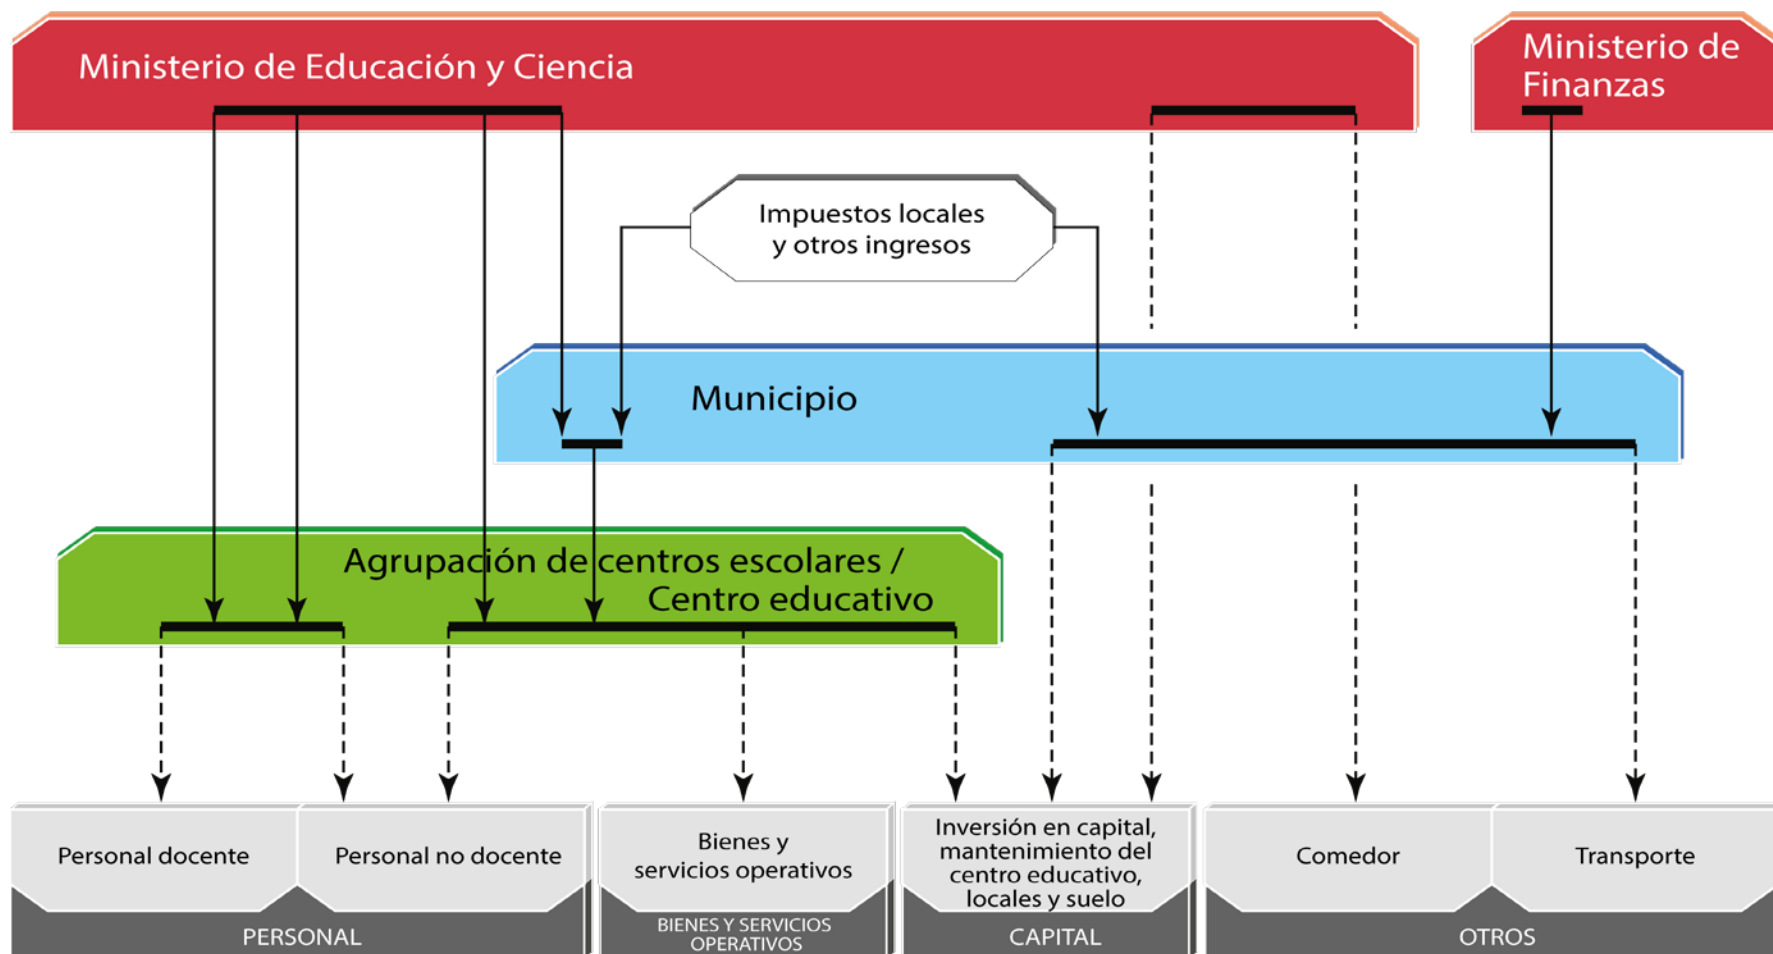 Ministerio de Educación y Ciencia
Ministerio de
Finanzas
Impuestos locales
y otros ingresos
Municipio
Agrupación de centros escolares /
Centro educativo
Personal docente
Personal no docente
Bienes y
servicios operativos
Inversión en capital,
mantenimiento del
centro educativo,
locales y suelo
Comedor
Transporte
PERSONAL
BIENES Y SERVICIOS
OPERATIVOS
CAPITAL
OTROS